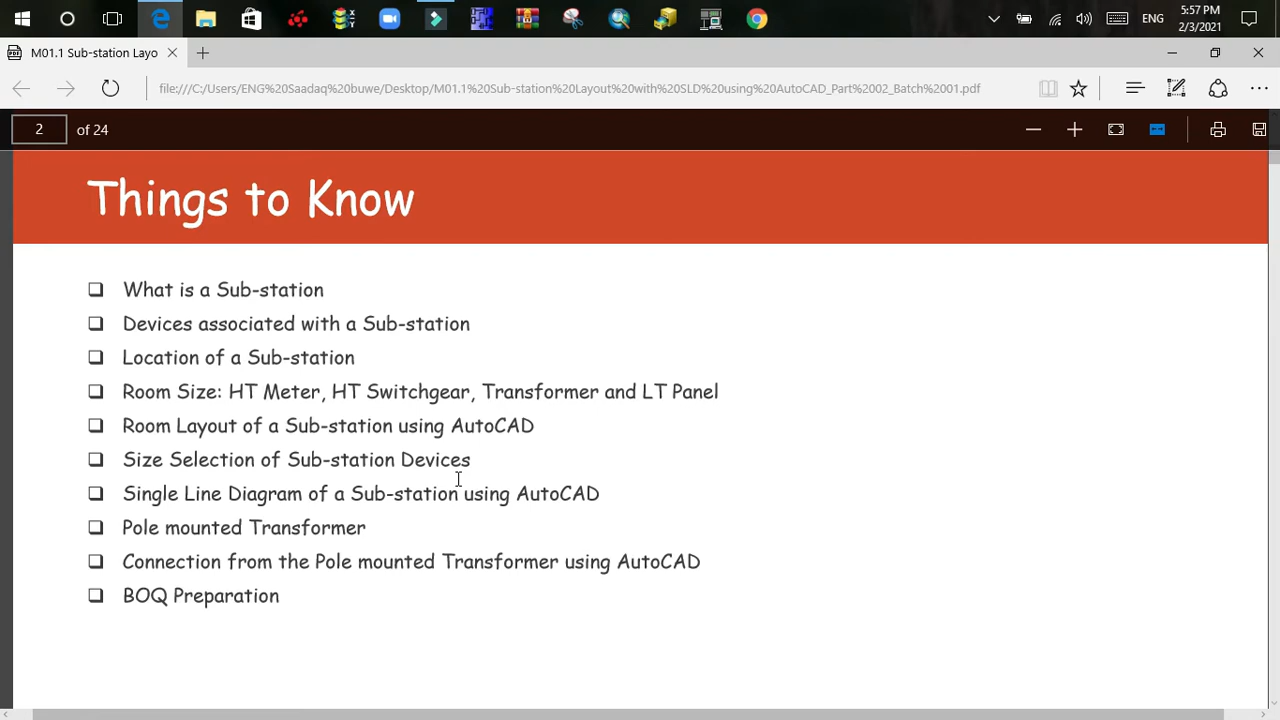 5:57 PM
ENG
2/3/2021
M01.1 Sub-station Layo
file:///C:/Users/ENG%20Saadaq%20buwe/Desktop/M01.1%20Sub-station%20Layout%20with%20SLD%20using%20AutoCAD_Part%2002_Batch%2001.pdf
2 of 24
Things to Know
What is a Sub-station
Devices associated with a Sub-station
Location of a Sub-station
Room Size: HT Meter, HT Switchgear, Transformer and LT Panel
Room Layout of a Sub-station using AutoCAD
Size Selection of Sub-station Devices
Single Line Diagram of a Sub-station using AutoCAD
Pole mounted Transformer
Connection from the Pole mounted Transformer using AutoCAD
BOQ Preparation